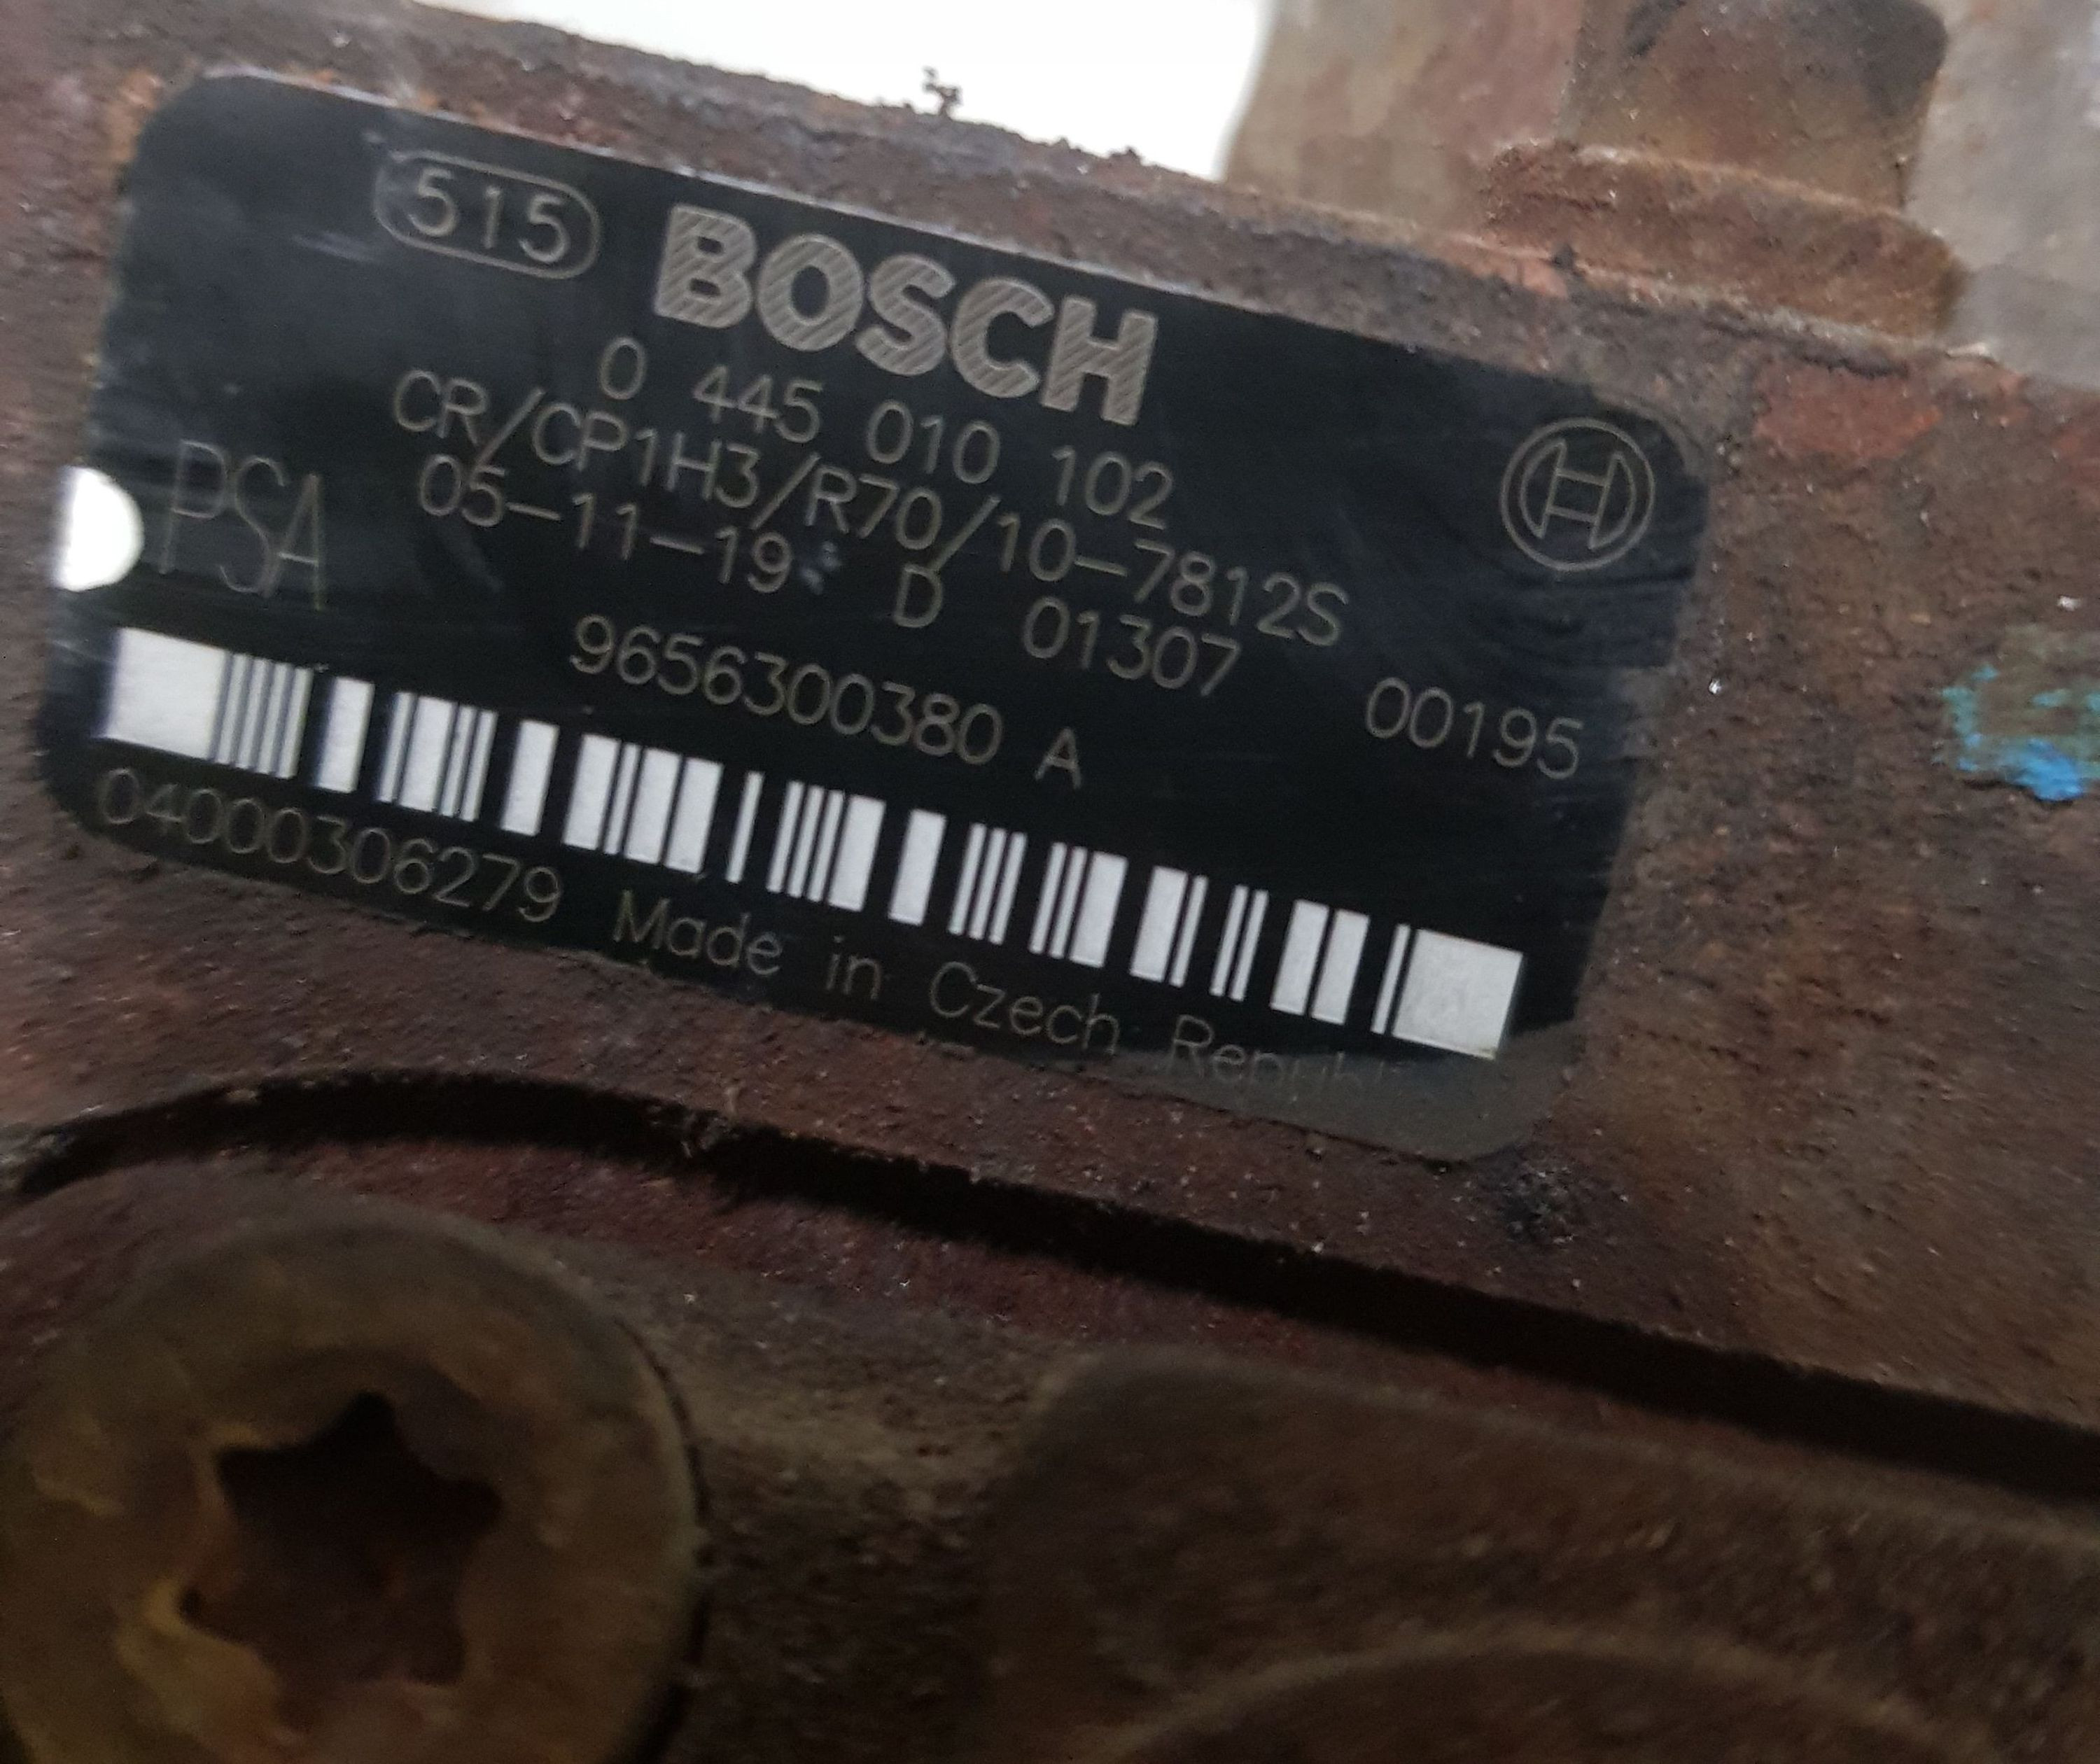 515 BOSCH
0 445 010 102
CR/CP1H3/R70/10-7812S
PSA 05-11-19 D 01307
9656300380 A 00195
04000306279 Made in Czech